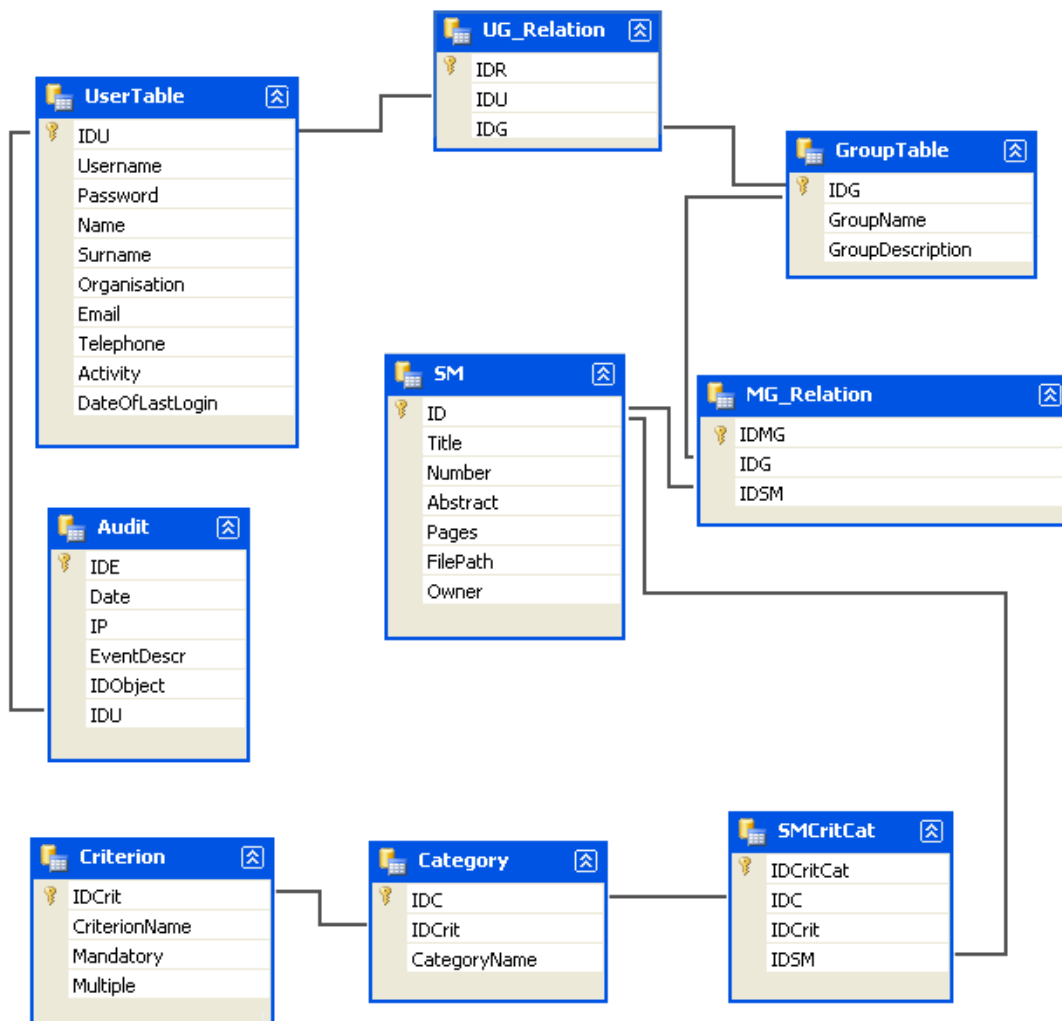 UG_Relation
IDR
IDU
IDG
UserTable
IDU
Username
Password
Name
Surname
Organisation
Email
Telephone
Activity
DateOfLastLogin
GroupTable
IDG
GroupName
GroupDescription
SM
ID
Title
Number
Abstract
Pages
FilePath
Owner
MG_Relation
IDMG
IDG
IDSM
Audit
IDE
Date
IP
EventDescr
IDObject
IDU
Criterion
IDCrit
CriterionName
Mandatory
Multiple
Category
IDC
IDCrit
CategoryName
SMCritCat
IDCritCat
IDC
IDCrit
IDSM